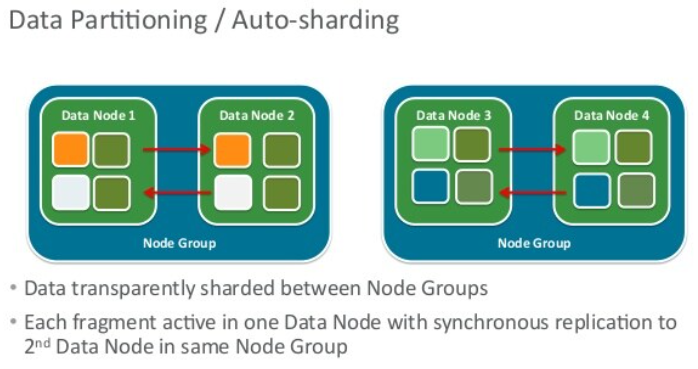 Data Partitioning / Auto-sharding
Data Node 1
Data Node 2
Node Group
Data Node 3
Data Node 4
Node Group
• Data transparently sharded between Node Groups
• Each fragment active in one Data Node with synchronous replication to
2nd Data Node in same Node Group